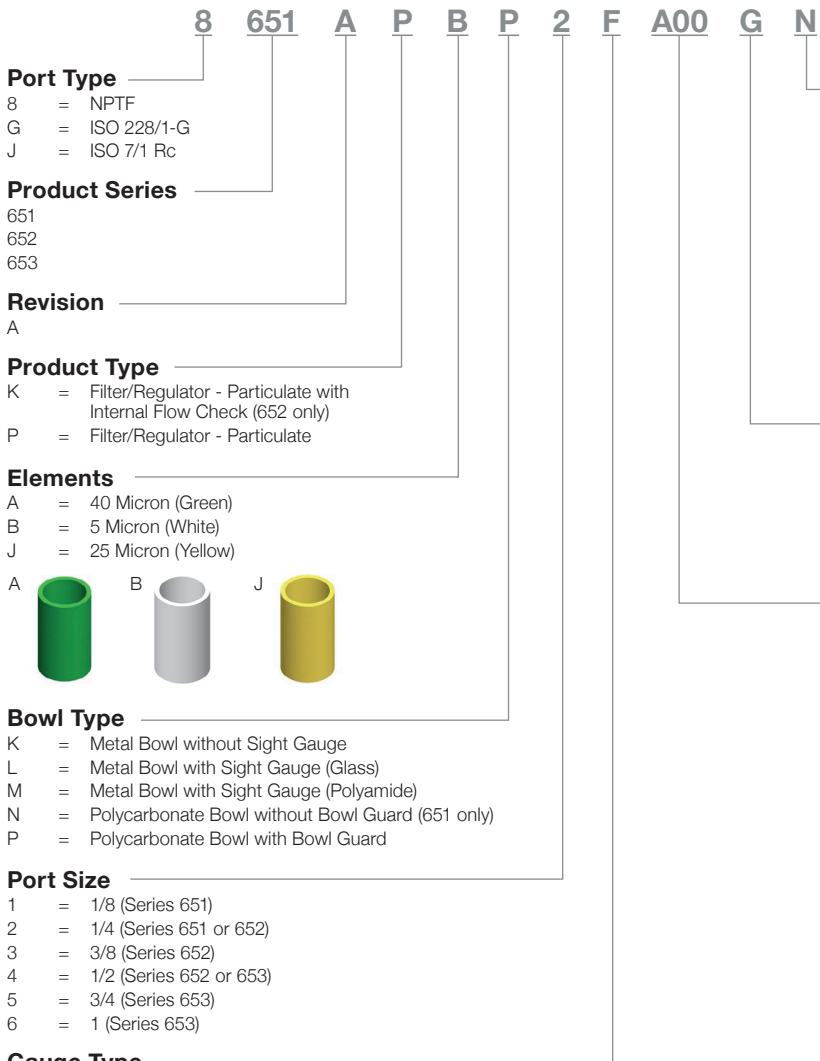 8 651 A P B P 2 F A00 G N
Port Type
8 = NPTF
G = ISO 228/1-G
J = ISO 7/1 Rc
Product Series
651
652
653
Revision
A
Product Type
K = Filter/Regulator - Particulate with
Internal Flow Check (652 only)
P = Filter/Regulator - Particulate
Elements
A = 40 Micron (Green)
B = 5 Micron (White)
J = 25 Micron (Yellow)
A B J
Bowl Type
K = Metal Bowl without Sight Gauge
L = Metal Bowl with Sight Gauge (Glass)
M = Metal Bowl with Sight Gauge (Polyamide)
N = Polycarbonate Bowl without Bowl Guard (651 only)
P = Polycarbonate Bowl with Bowl Guard
Port Size
1 = 1/8 (Series 651)
2 = 1/4 (Series 651 or 652)
3 = 3/8 (Series 652)
4 = 1/2 (Series 652 or 653)
5 = 3/4 (Series 653)
6 = 1 (Series 653)
Gauge Type